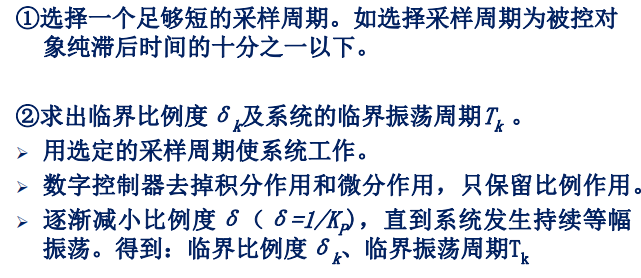 ①选择一个足够短的采样周期。如选择采样周期为被控对
象纯滞后时间的十分之一以下。
②求出临界比例度δk及系统的临界振荡周期Tk。
➢ 用选定的采样周期使系统工作。
➢ 数字控制器去掉积分作用和微分作用，只保留比例作用。
➢ 逐渐减小比例度δ（δ=1/KP)，直到系统发生持续等幅
振荡。得到：临界比例度δk、临界振荡周期Tk